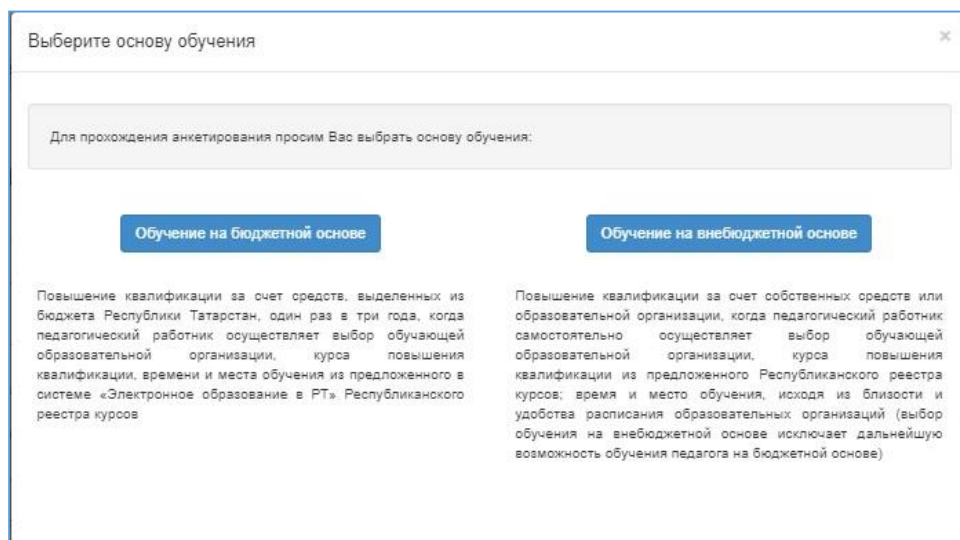 Выберите основу обучения
×
Для прохождения анкетирования просим Вас выбрать основу обучения:
Обучение на бюджетной основе
Повышение квалификации за счет средств, выделенных из
бюджета Республики Татарстан, один раз в три года, когда
педагогический работник осуществляет выбор обучающей
образовательной организации, курса повышения
квалификации, времени и места обучения из предложенного в
системе «Электронное образование в РТ» Республиканского
реестра курсов
Обучение на внебюджетной основе
Повышение квалификации за счет собственных средств или
образовательной организации, когда педагогический работник
самостоятельно осуществляет выбор обучающей
образовательной организации, курса повышения
квалификации из предложенного Республиканского реестра
курсов; время и место обучения, исходя из близости и
удобства расписания образовательных организаций (выбор
обучения на внебюджетной основе исключает дальнейшую
возможность обучения педагога на бюджетной основе)